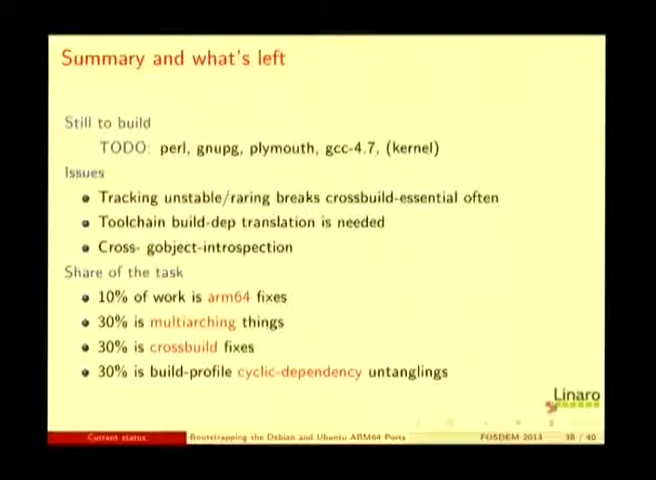 Summary and what's left
Still to build
TODO: perl, gnupg, plymouth, gcc-4.7, (kernel)
Issues
Tracking unstable/raring breaks crossbuild-essential often
Toolchain build-dep translation is needed
Cross- gobject-introspection
Share of the task
10% of work is arm64 fixes
30% is multiarching things
30% is crossbuild fixes
30% is build-profile cyclic-dependency untanglings
Linaro
Current status Bootstrapping the Debian and Ubuntu ARM64 Ports FOSDEM 2013 38 / 40